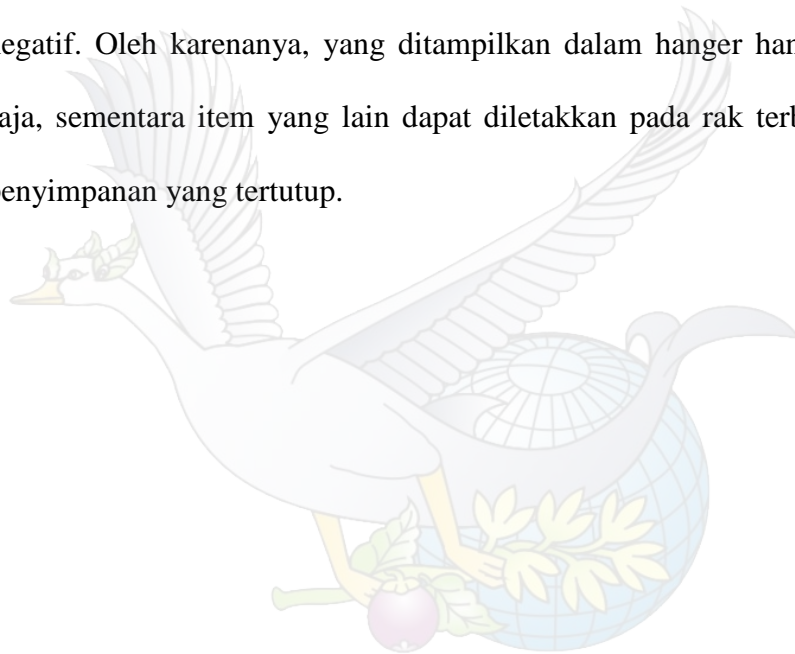 egatif. Oleh karenanya, yang ditampilkan dalam hanger han
aja, sementara item yang lain dapat diletakkan pada rak terb
enyimpanan yang tertutup.